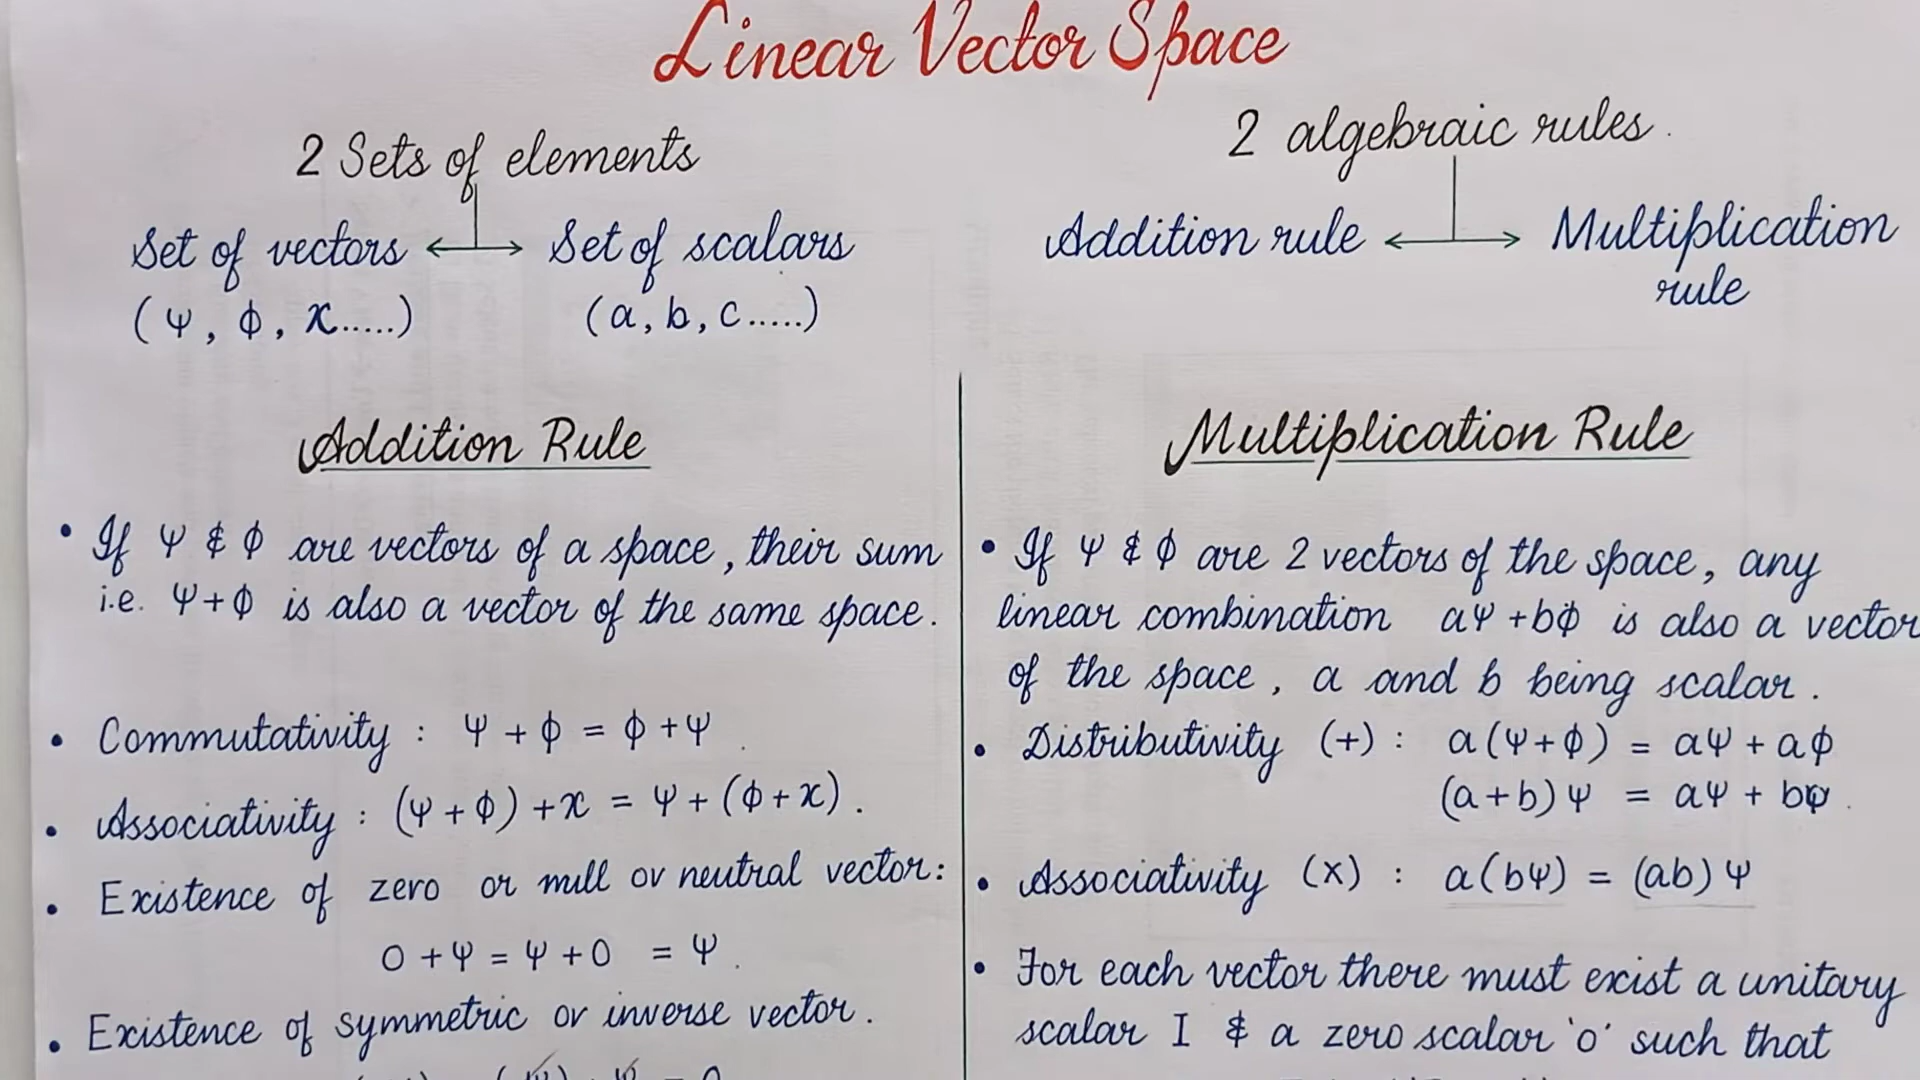 Linear Vector Space
2 Sets of elements
Set of vectors ↔ Set of scalars
(ψ, ϕ, x.....) (a, b, c.....)
2 algebraic rules.
Addition rule ↔ Multiplication
rule
Addition Rule
• If ψ & ϕ are vectors of a space, their sum
i.e. ψ+ϕ is also a vector of the same space.
• Commutativity : ψ + ϕ = ϕ + ψ.
• Associativity : (ψ + ϕ) + x = ψ + (ϕ + x).
• Existence of zero or null or neutral vector:
0 + ψ = ψ + 0 = ψ.
• Existence of symmetric or inverse vector.
Multiplication Rule
• If ψ & ϕ are 2 vectors of the space, any
linear combination aψ + bϕ is also a vector
of the space, a and b being scalar.
• Distributivity (+) : a(ψ+ϕ) = aψ + aϕ
(a+b)ψ = aψ + bψ.
• Associativity (x) : a(bψ) = (ab)ψ
• For each vector there must exist a unitary
scalar I & a zero scalar 'o' such that